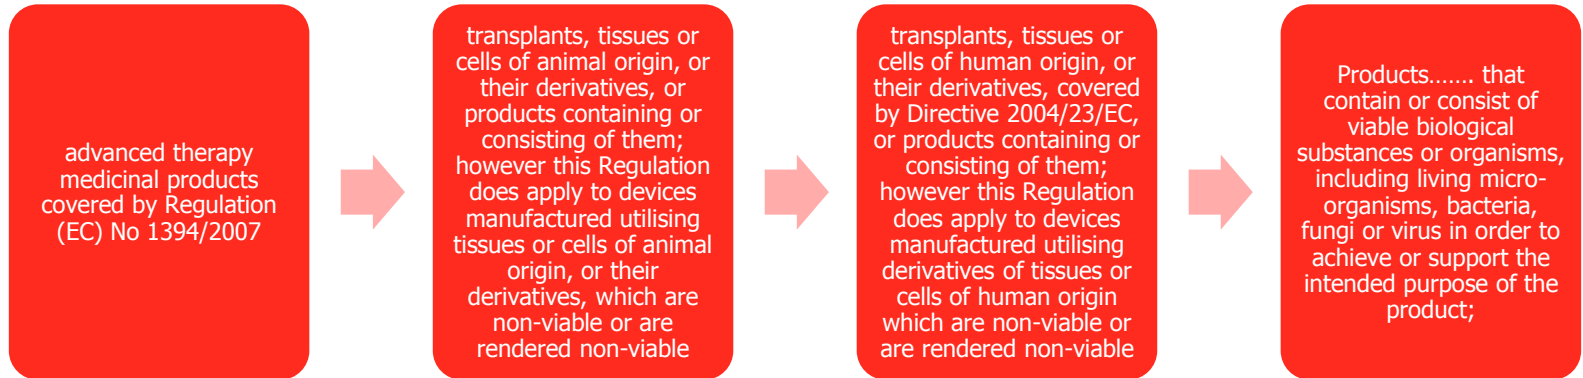 advanced therapy
medicinal products
covered by Regulation
(EC) No 1394/2007
transplants, tissues or
cells of animal origin, or
their derivatives, or
products containing or
consisting of them;
however this Regulation
does apply to devices
manufactured utilising
tissues or cells of animal
origin, or their
derivatives, which are
non-viable or are
rendered non-viable
transplants, tissues or
cells of human origin, or
their derivatives, covered
by Directive 2004/23/EC,
or products containing or
consisting of them;
however this Regulation
does apply to devices
manufactured utilising
derivatives of tissues or
cells of human origin
which are non-viable or
are rendered non-viable
Products....... that
contain or consist of
viable biological
substances or organisms,
including living micro-
organisms, bacteria,
fungi or virus in order to
achieve or support the
intended purpose of the
product;